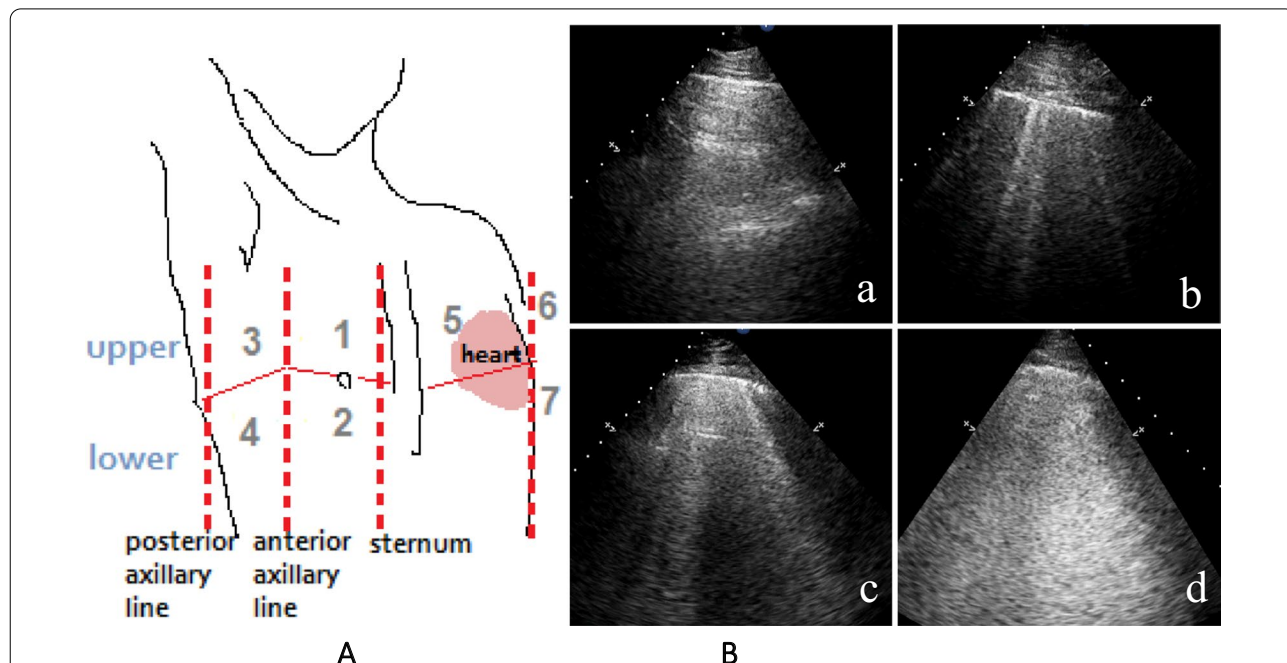 upper
lower
3
1
5
6
heart
4
2
7
posterior
axillary
line
anterior
axillary
line
sternum
A
a
b
c
d
B